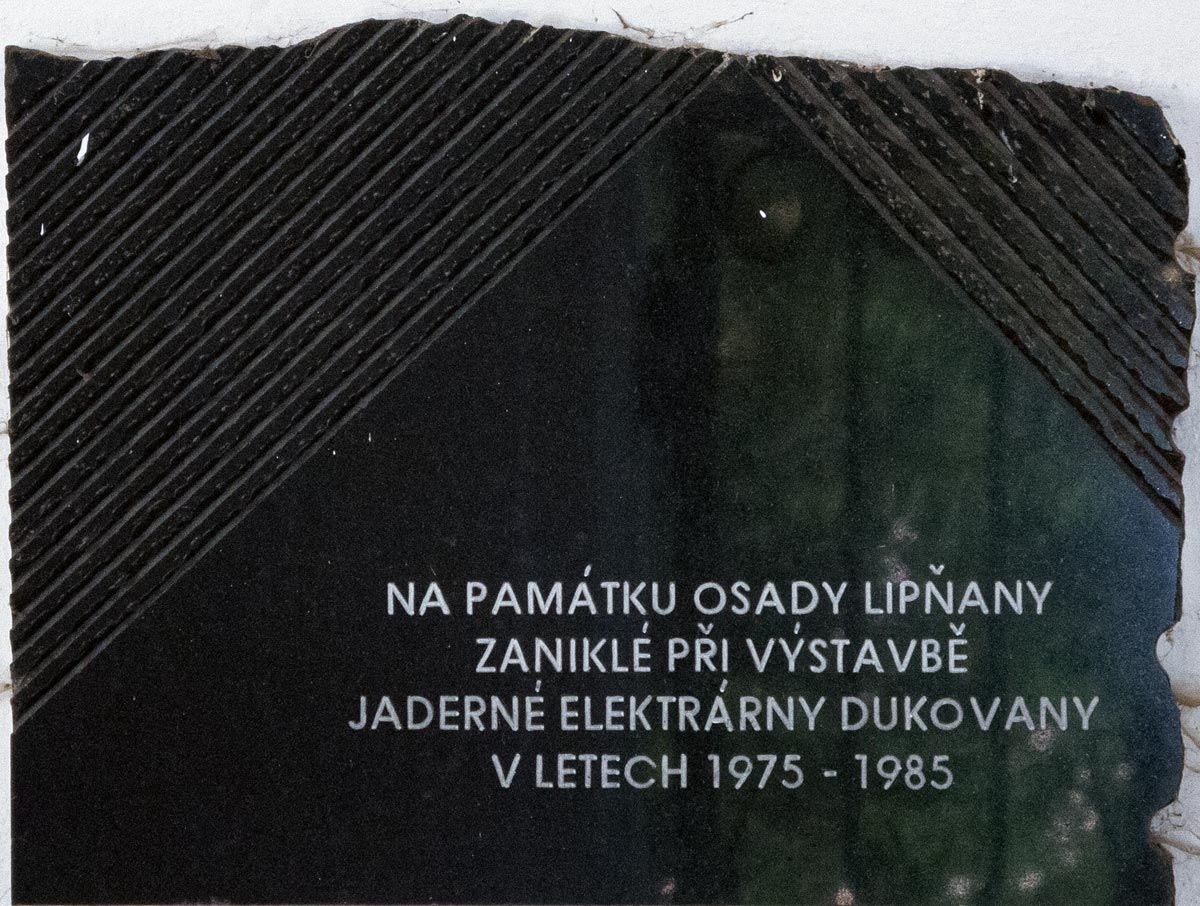 NA PAMÁTKU OSADY LIPŇANY
ZANIKLÉ PŘI VÝSTAVBĚ
JADERNÉ ELEKTRÁRNY DUKOVANY
V LETECH 1975 - 1985